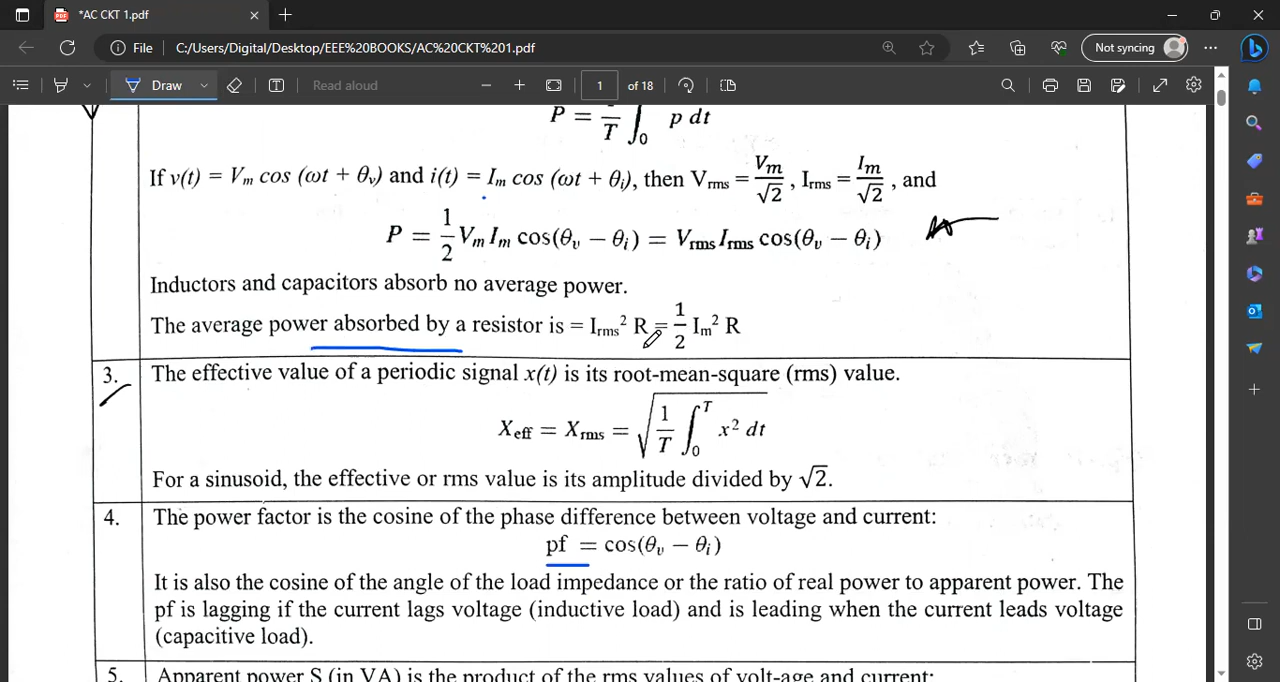 *AC CKT 1.pdf
File C:/Users/Digital/Desktop/EEE%20BOOKS/AC%20CKT%201.pdf Not syncing
Draw Read aloud 1 of 18
P = 1/T ∫₀ p dt
If v(t) = Vₘ cos (ωt + θᵥ) and i(t) = Iₘ cos (ωt + θᵢ), then Vrms = Vₘ/√2 , Irms = Iₘ/√2 , and
P = 1/2 Vₘ Iₘ cos(θᵥ − θᵢ) = Vrms Irms cos(θᵥ − θᵢ)
Inductors and capacitors absorb no average power.
The average power absorbed by a resistor is = Irms² R = 1/2 Im² R
3. The effective value of a periodic signal x(t) is its root-mean-square (rms) value.
Xeff = Xrms = √(1/T ∫₀ᵀ x² dt)
For a sinusoid, the effective or rms value is its amplitude divided by √2.
4. The power factor is the cosine of the phase difference between voltage and current:
pf = cos(θᵥ − θᵢ)
It is also the cosine of the angle of the load impedance or the ratio of real power to apparent power. The
pf is lagging if the current lags voltage (inductive load) and is leading when the current leads voltage
(capacitive load).
5. Apparent power S (in VA) is the product of the rms values of volt-age and current: